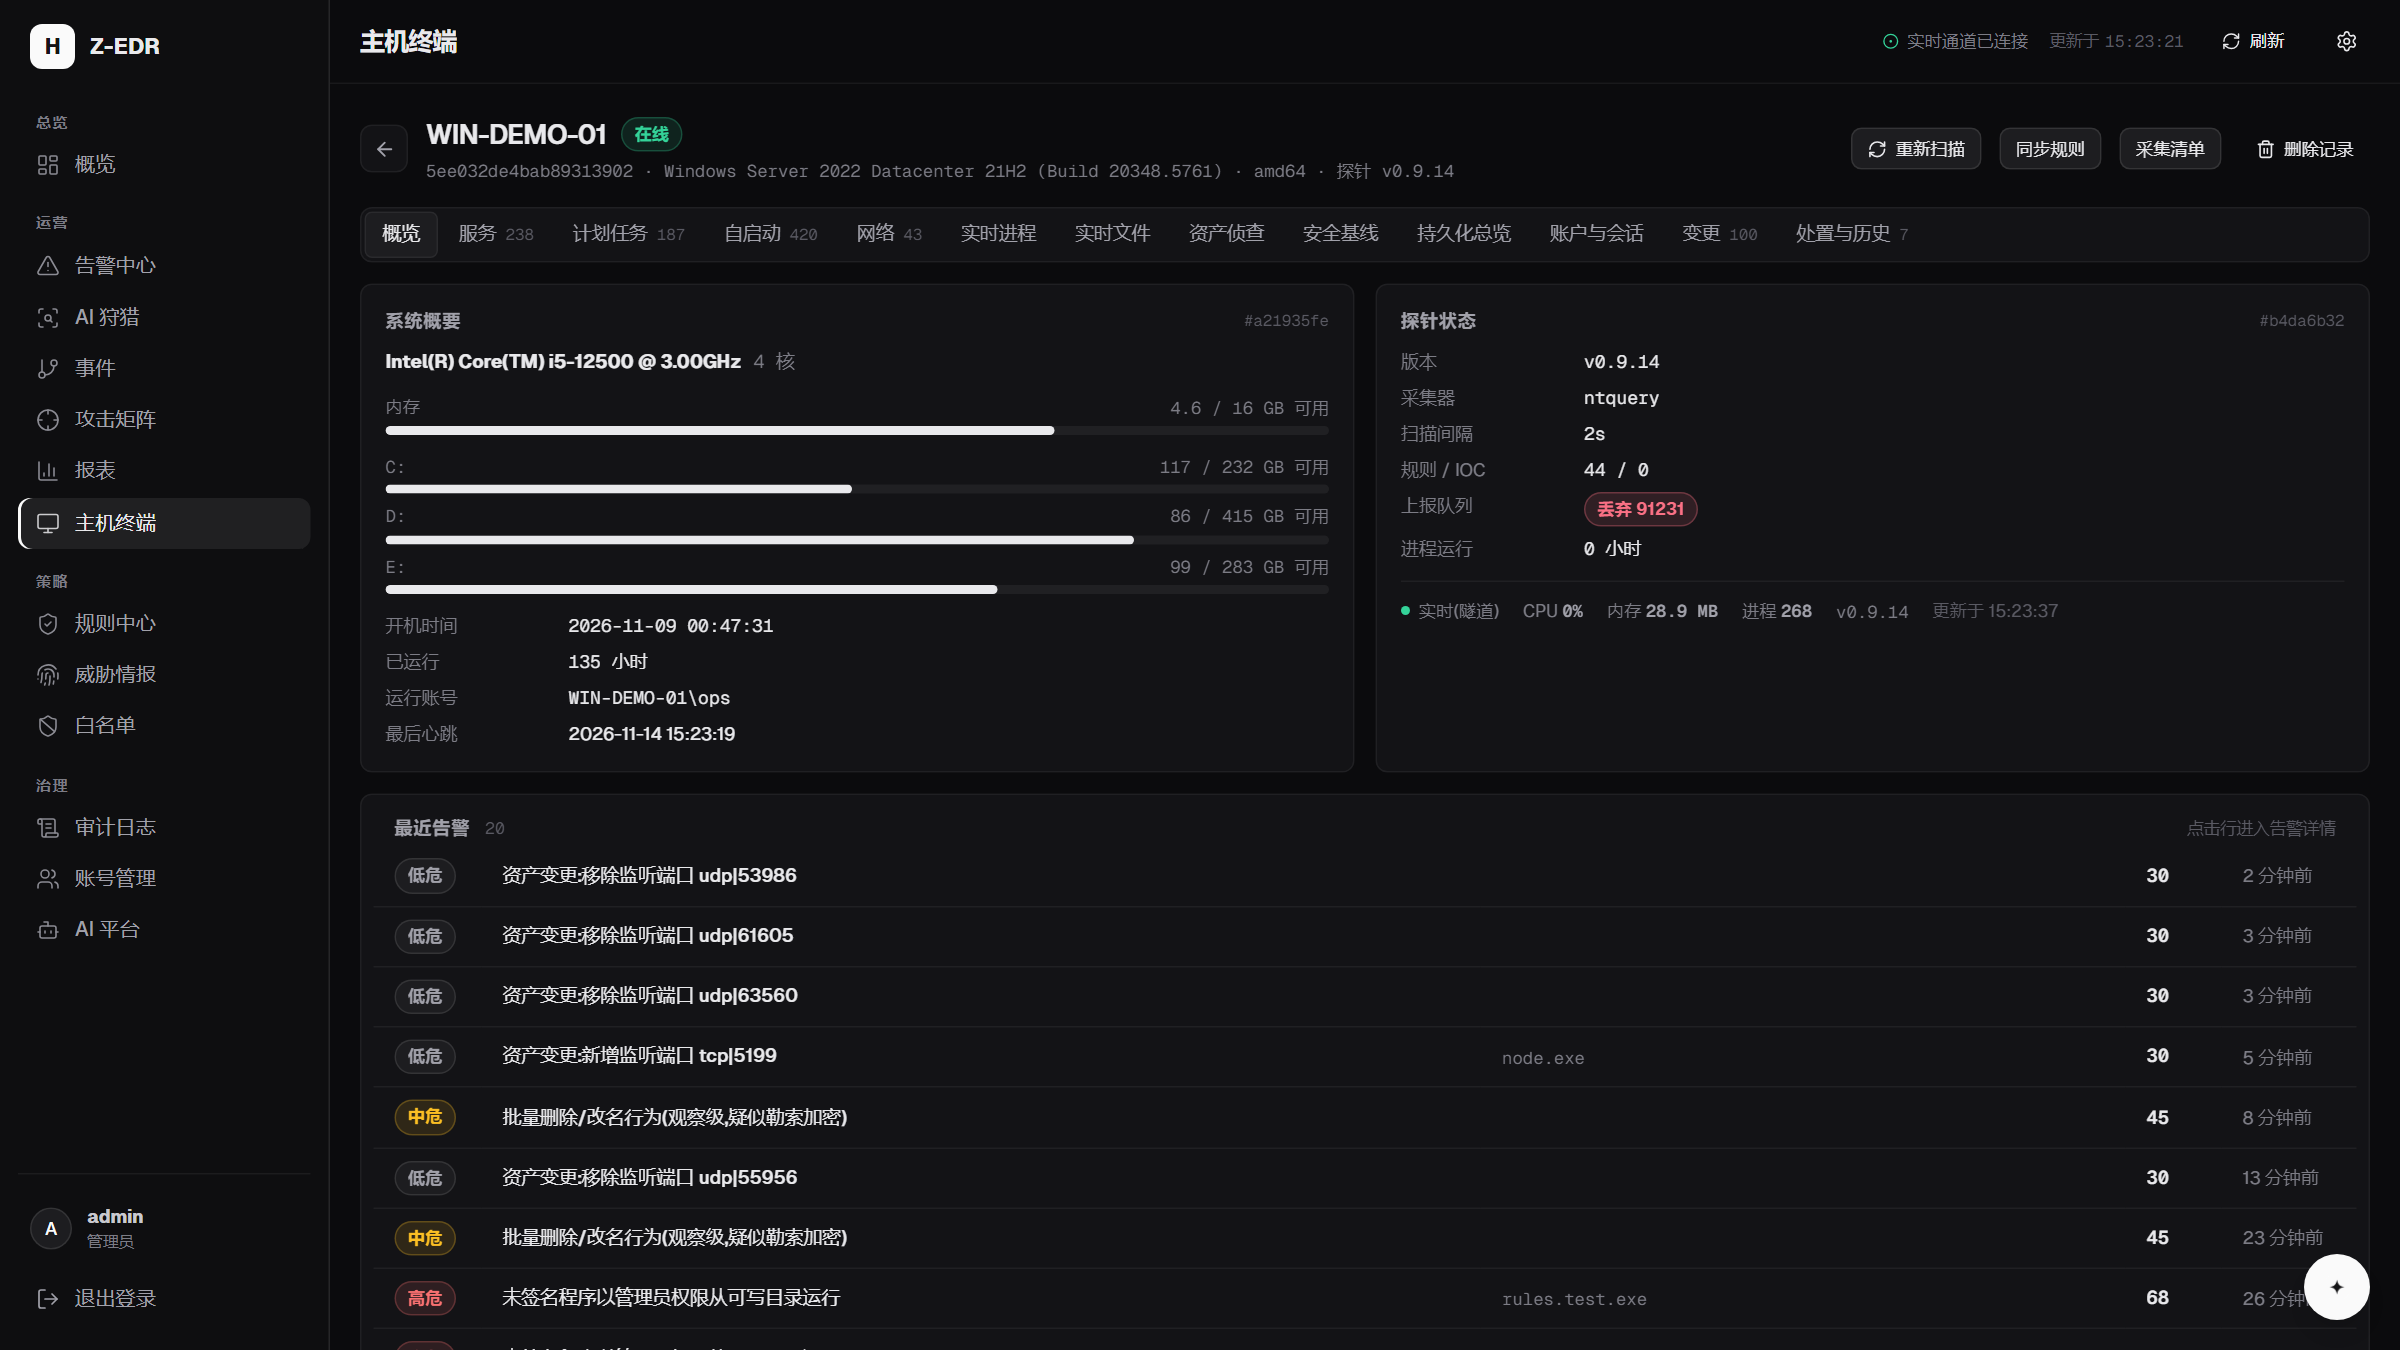 H Z-EDR
总览
概览
运营
告警中心
AI 狩猎
事件
攻击矩阵
报表
主机终端
策略
规则中心
威胁情报
白名单
治理
审计日志
账号管理
AI 平台
A admin
管理员
退出登录
主机终端
实时通道已连接 更新于 15:23:21 刷新
WIN-DEMO-01 在线
5ee032de4bab89313902 · Windows Server 2022 Datacenter 21H2 (Build 20348.5761) · amd64 · 探针 v0.9.14
重新扫描 同步规则 采集清单 删除记录
概览 服务 238 计划任务 187 自启动 420 网络 43 实时进程 实时文件 资产侦查 安全基线 持久化总览 账户与会话 变更 100 处置与历史 7
系统概要 #a21935fe
Intel(R) Core(TM) i5-12500 @ 3.00GHz 4 核
内存 4.6 / 16 GB 可用
C: 117 / 232 GB 可用
D: 86 / 415 GB 可用
E: 99 / 283 GB 可用
开机时间 2026-11-09 00:47:31
已运行 135 小时
运行账号 WIN-DEMO-01\ops
最后心跳 2026-11-14 15:23:19
探针状态 #b4da6b32
版本 v0.9.14
采集器 ntquery
扫描间隔 2s
规则 / IOC 44 / 0
上报队列 丢弃 91231
进程运行 0 小时
实时(隧道) CPU 0% 内存 28.9 MB 进程 268 v0.9.14 更新于 15:23:37
最近告警 20 点击行进入告警详情
低危 资产变更:移除监听端口 udp|53986 30 2 分钟前
低危 资产变更:移除监听端口 udp|61605 30 3 分钟前
低危 资产变更:移除监听端口 udp|63560 30 3 分钟前
低危 资产变更:新增监听端口 tcp|5199 node.exe 30 5 分钟前
中危 批量删除/改名行为(观察级,疑似勒索加密) 45 8 分钟前
低危 资产变更:移除监听端口 udp|55956 30 13 分钟前
中危 批量删除/改名行为(观察级,疑似勒索加密) 45 23 分钟前
高危 未签名程序以管理员权限从可写目录运行 rules.test.exe 68 26 分钟